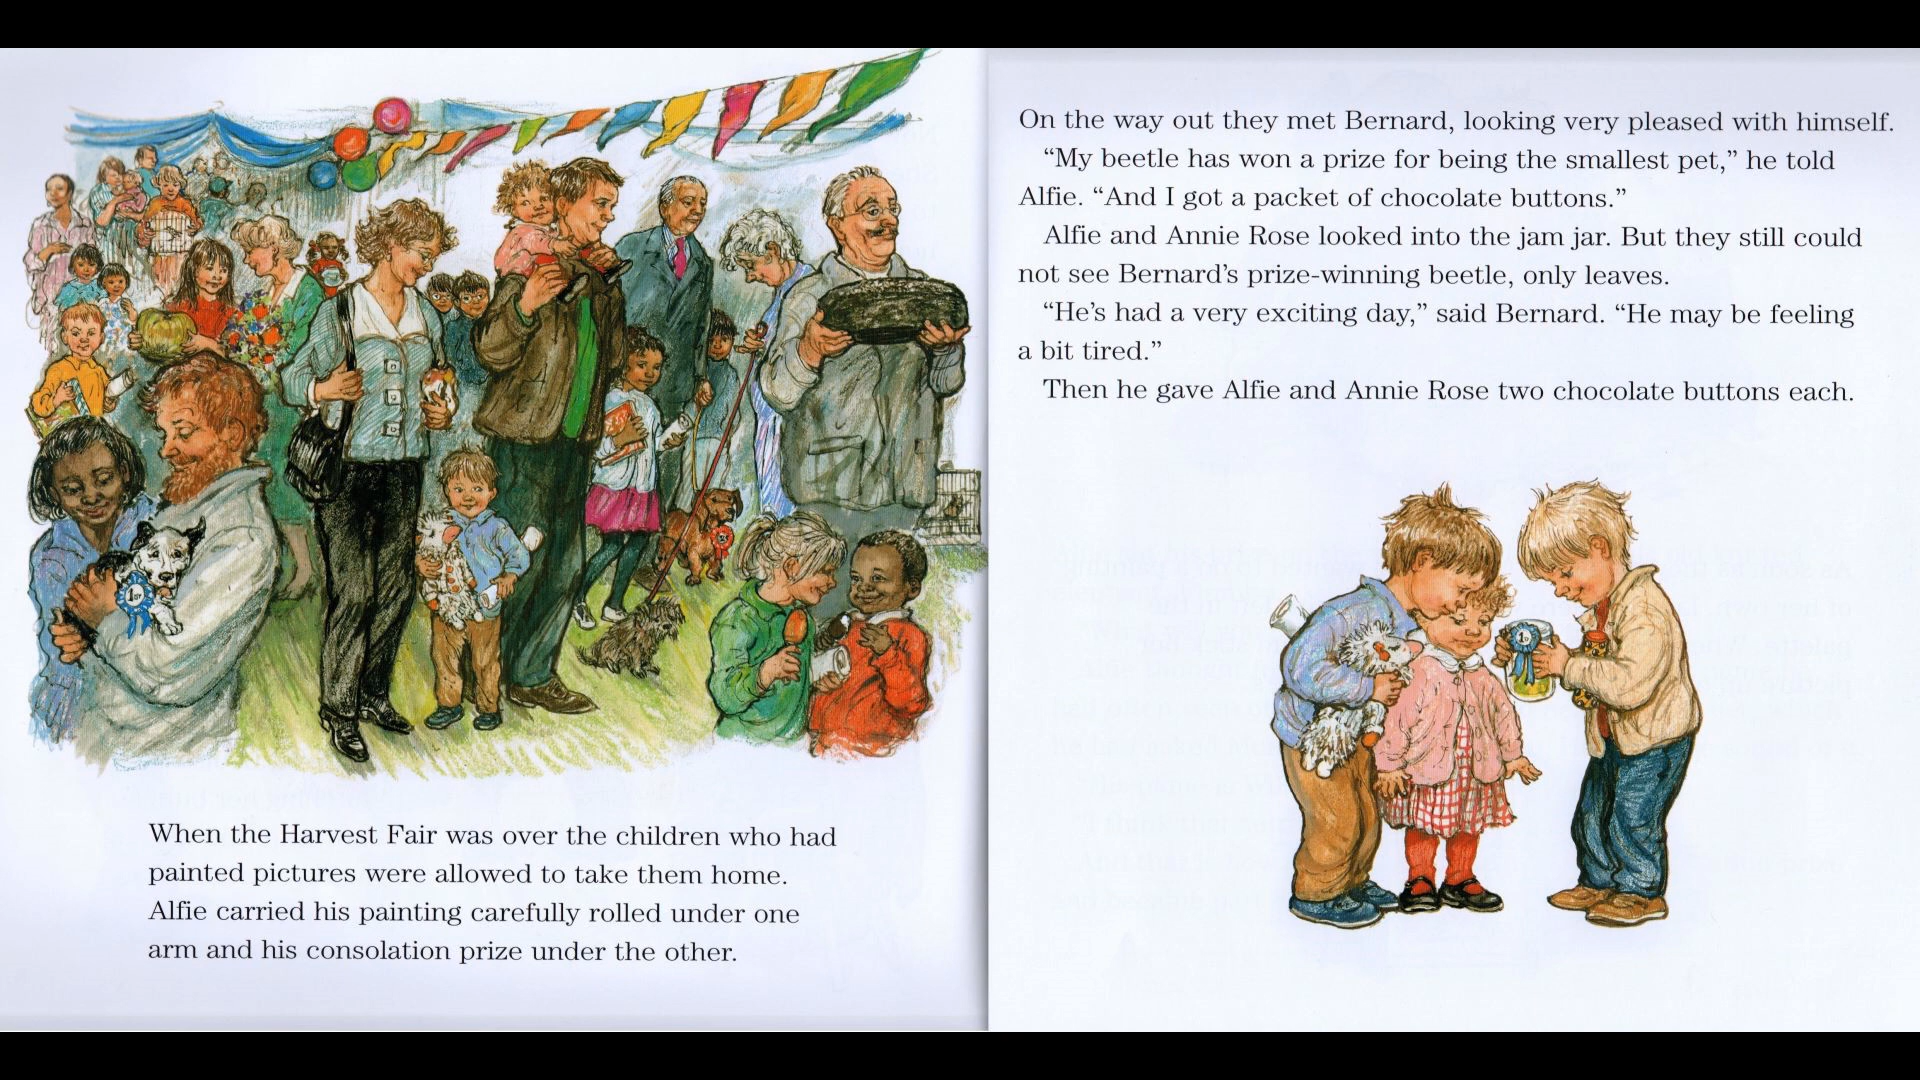 When the Harvest Fair was over the children who had
painted pictures were allowed to take them home.
Alfie carried his painting carefully rolled under one
arm and his consolation prize under the other.
On the way out they met Bernard, looking very pleased with himself.
“My beetle has won a prize for being the smallest pet,” he told
Alfie. “And I got a packet of chocolate buttons.”
Alfie and Annie Rose looked into the jam jar. But they still could
not see Bernard’s prize-winning beetle, only leaves.
“He’s had a very exciting day,” said Bernard. “He may be feeling
a bit tired.”
Then he gave Alfie and Annie Rose two chocolate buttons each.
1st
1st